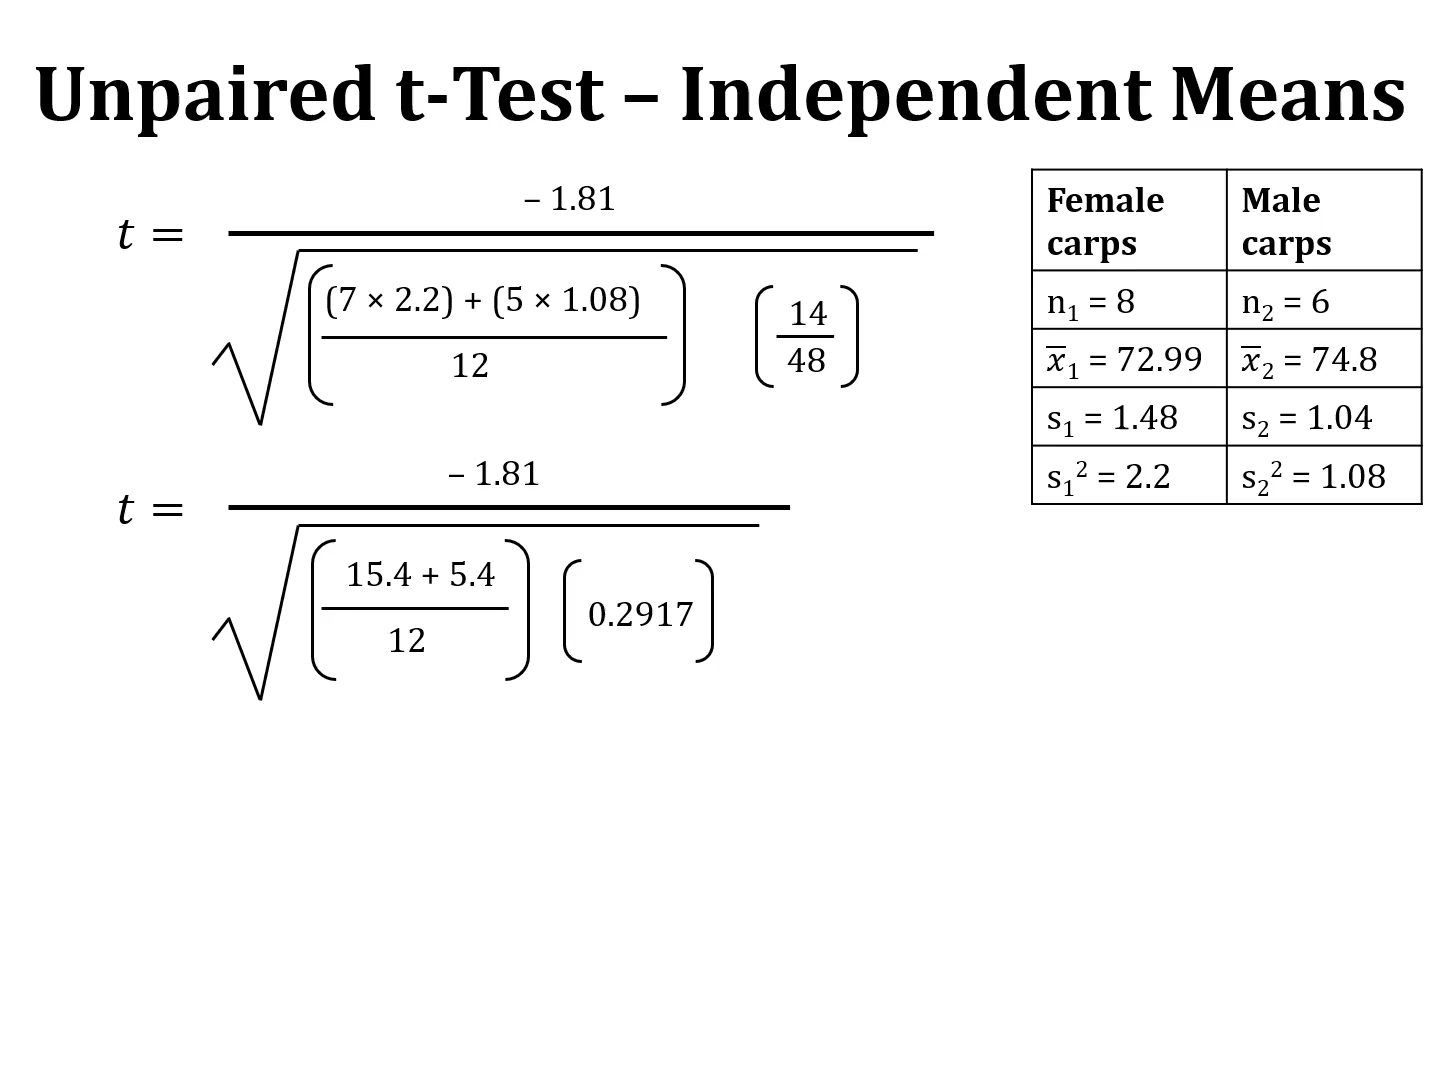 Unpaired t-Test – Independent Means
– 1.81
t =
(7 × 2.2) + (5 × 1.08)
12
14
48
– 1.81
t =
15.4 + 5.4
12
0.2917
Female carps Male carps
n₁ = 8 n₂ = 6
x̅₁ = 72.99 x̅₂ = 74.8
s₁ = 1.48 s₂ = 1.04
s₁² = 2.2 s₂² = 1.08